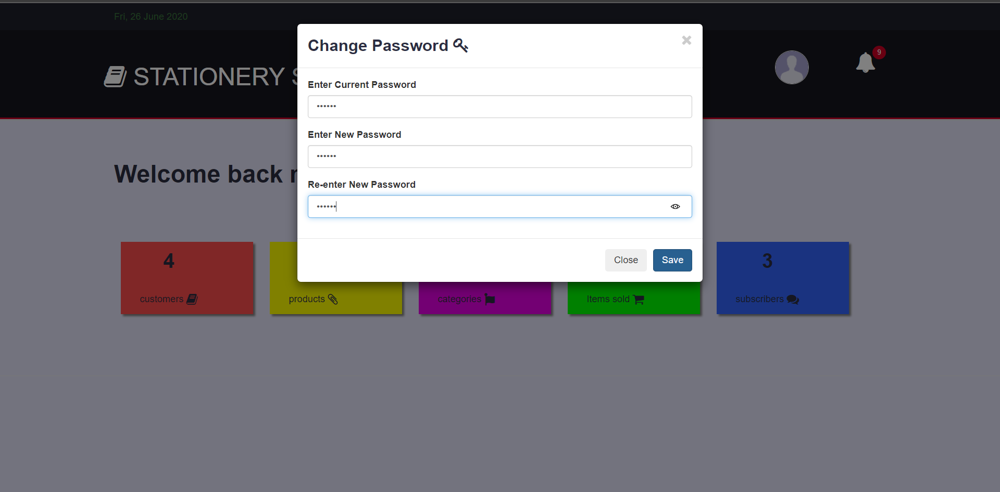 Fri, 26 June 2020
Change Password
9
STATIONERY
Enter Current Password
••••••
Enter New Password
••••••
Welcome back
Re-enter New Password
••••••
Close
Save
4
3
customers
products
categories
Items sold
subscribers